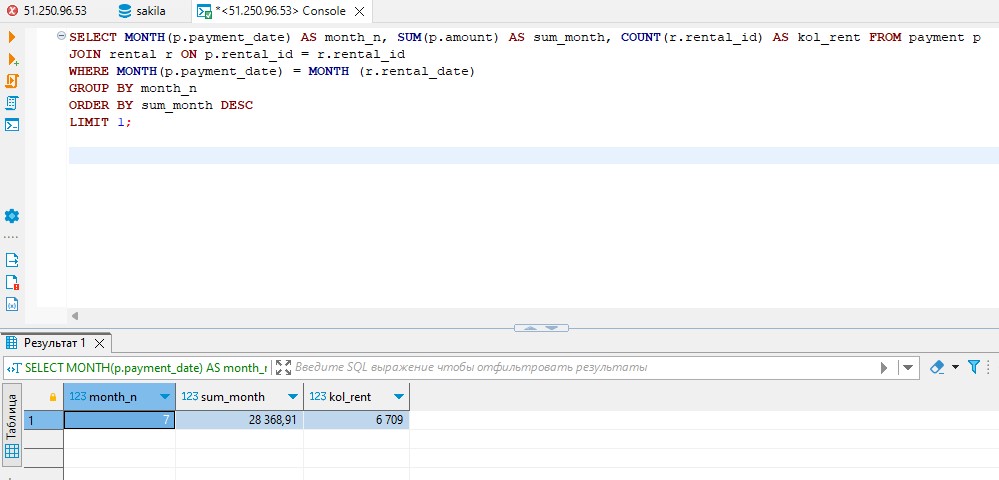 51.250.96.53 sakila *<51.250.96.53> Console
SELECT MONTH(p.payment_date) AS month_n, SUM(p.amount) AS sum_month, COUNT(r.rental_id) AS kol_rent FROM payment p
JOIN rental r ON p.rental_id = r.rental_id
WHERE MONTH(p.payment_date) = MONTH (r.rental_date)
GROUP BY month_n
ORDER BY sum_month DESC
LIMIT 1;
Результат 1
SELECT MONTH(p.payment_date) AS month_r Введите SQL выражение чтобы отфильтровать результаты
Таблица
123 month_n 123 sum_month 123 kol_rent
1 7 28 368,91 6 709